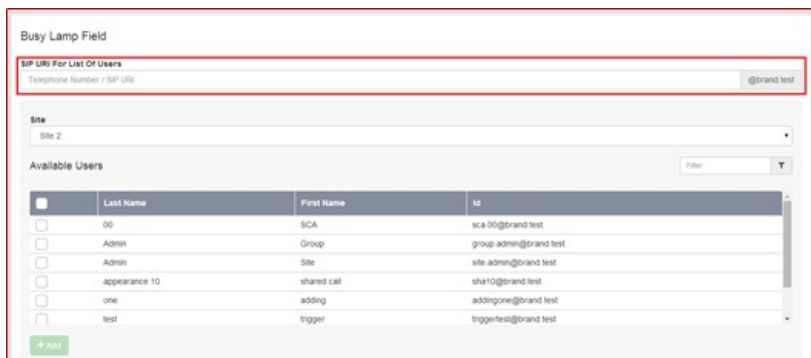 Busy Lamp Field
SIP URI For List Of Users
Telephone Number / SIP URI @brand.test
Site
Site 2
Available Users Filter
Last Name First Name Id
00 SCA sca.00@brand.test
Admin Group group.admin@brand.test
Admin Site site.admin@brand.test
appearance 10 shared call sha10@brand.test
one adding addingone@brand.test
test trigger triggertest@brand.test
+ Add